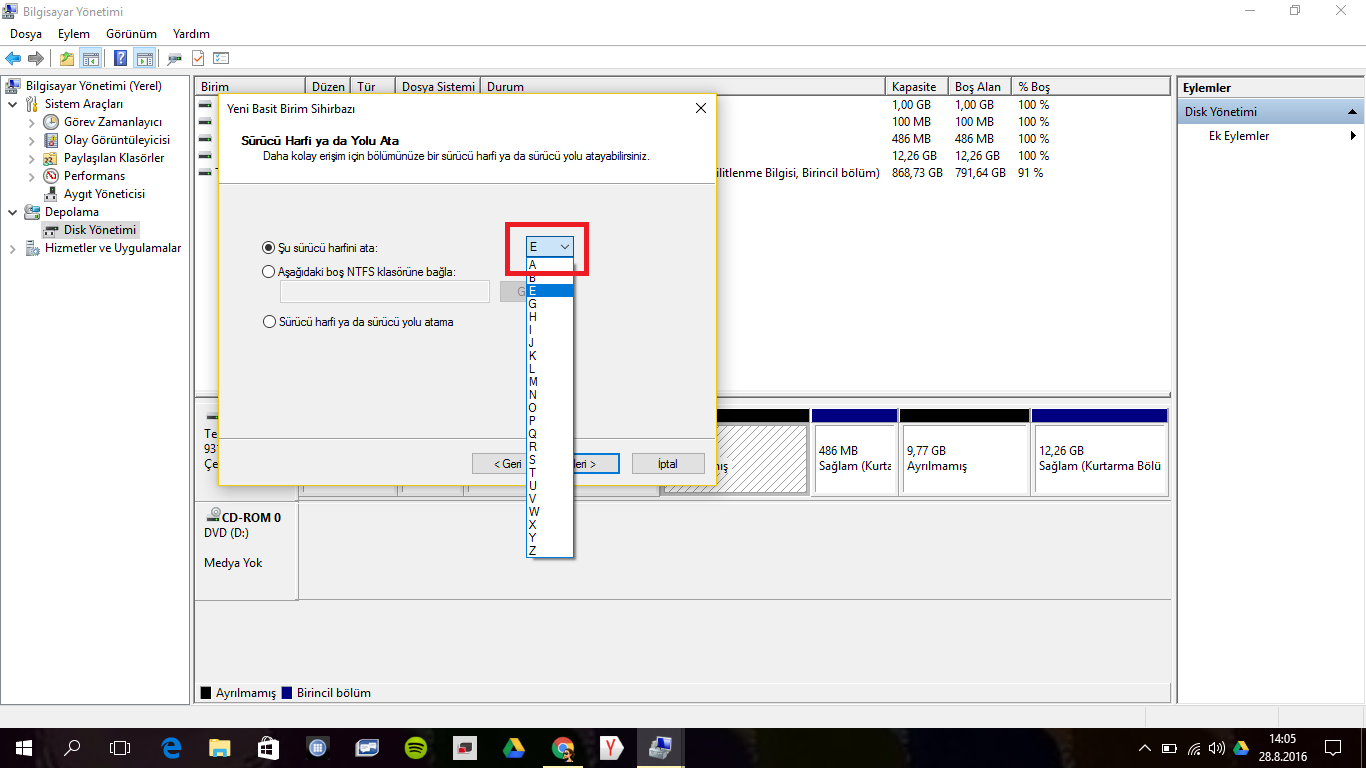 Bilgisayar Yönetimi
Dosya Eylem Görünüm Yardım
Bilgisayar Yönetimi (Yerel)
Sistem Araçları
Görev Zamanlayıcı
Olay Görüntüleyicisi
Paylaşılan Klasörler
Performans
Aygıt Yöneticisi
Depolama
Disk Yönetimi
Hizmetler ve Uygulamalar
Birim Düzen Tür Dosya Sistemi Durum Kapasite Boş Alan % Boş
1,00 GB 1,00 GB 100 %
100 MB 100 MB 100 %
486 MB 486 MB 100 %
12,26 GB 12,26 GB 100 %
ilitlenme Bilgisi, Birincil bölüm) 868,73 GB 791,64 GB 91 %
Yeni Basit Birim Sihirbazı
Sürücü Harfi ya da Yolu Ata
Daha kolay erişim için bölümünüze bir sürücü harfi ya da sürücü yolu atayabilirsiniz.
Şu sürücü harfini ata: E
Aşağıdaki boş NTFS klasörüne bağla:
G
Sürücü harfi ya da sürücü yolu atama
A
B
E
G
H
I
J
K
L
M
N
O
P
Q
R
S
T
U
V
W
X
Y
Z
< Geri leri > İptal
Te
931
Çe
ış
486 MB
Sağlam (Kurta
9,77 GB
Ayrılmamış
12,26 GB
Sağlam (Kurtarma Bölü
CD-ROM 0
DVD (D:)
Medya Yok
Ayrılmamış Birincil bölüm
Eylemler
Disk Yönetimi
Ek Eylemler
14:05
28.8.2016